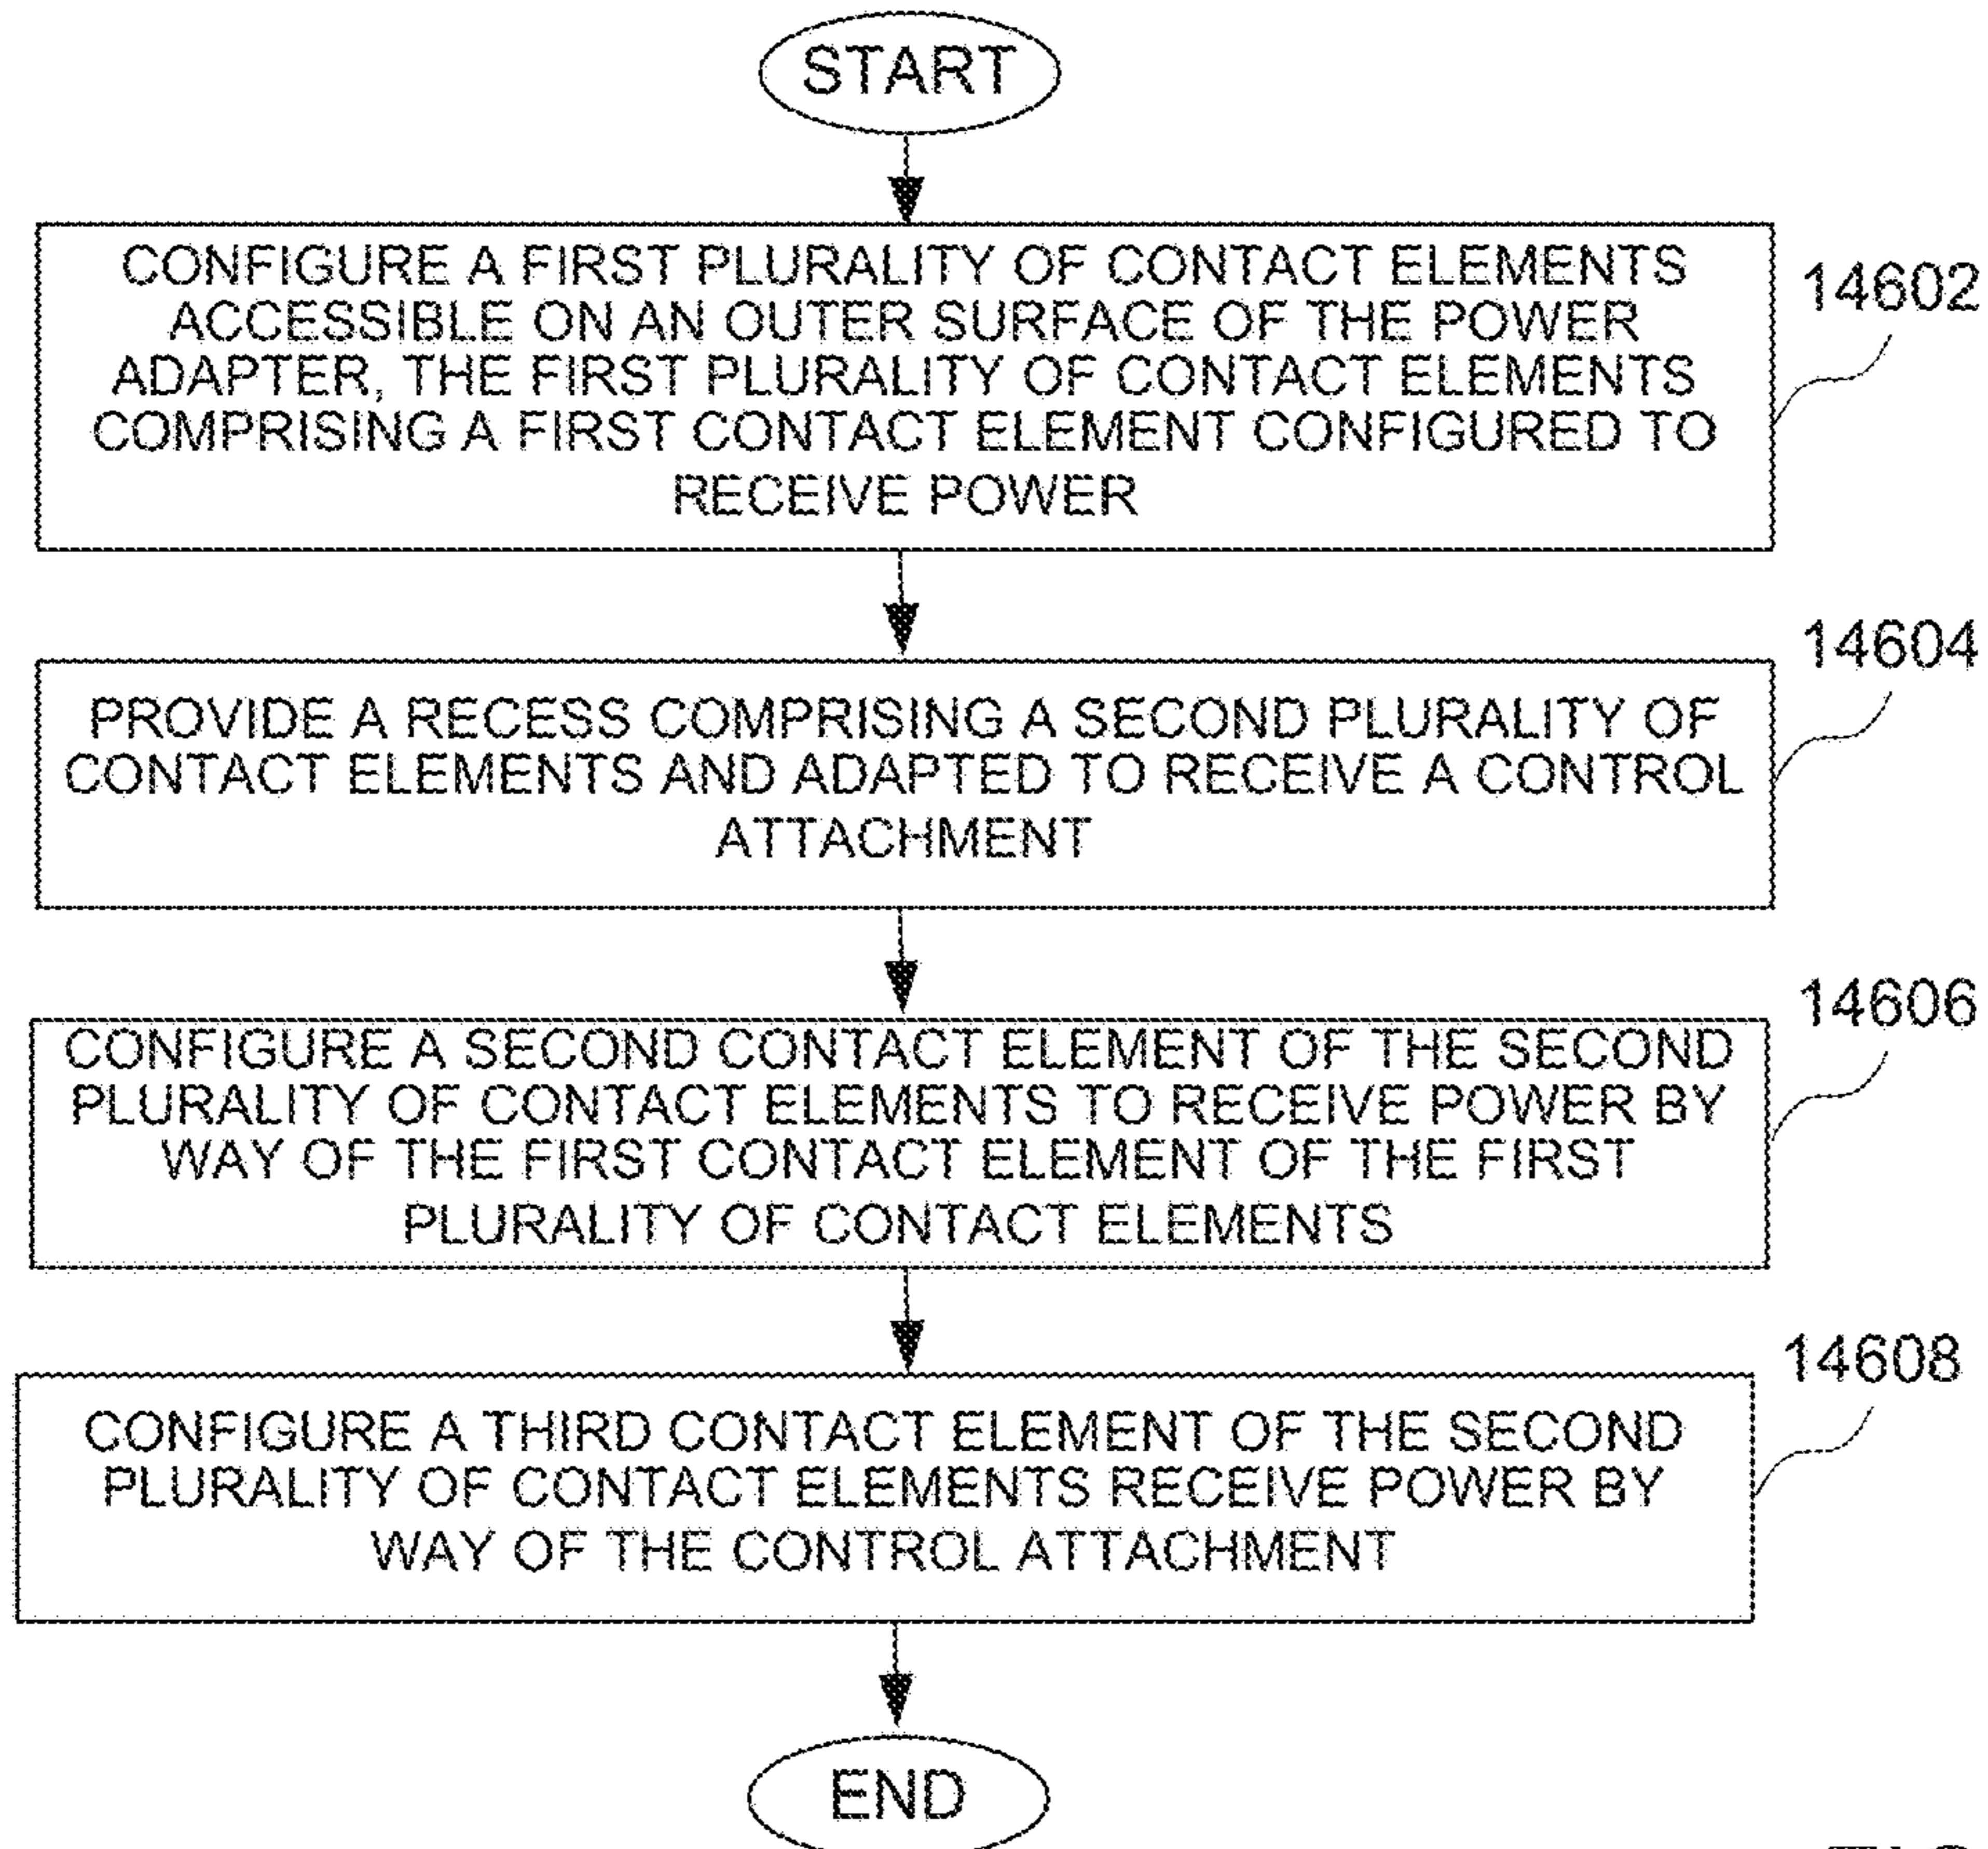 START
CONFIGURE A FIRST PLURALITY OF CONTACT ELEMENTS
ACCESSIBLE ON AN OUTER SURFACE OF THE POWER
ADAPTER, THE FIRST PLURALITY OF CONTACT ELEMENTS
COMPRISING A FIRST CONTACT ELEMENT CONFIGURED TO
RECEIVE POWER
14602
PROVIDE A RECESS COMPRISING A SECOND PLURALITY OF
CONTACT ELEMENTS AND ADAPTED TO RECEIVE A CONTROL
ATTACHMENT
14604
CONFIGURE A SECOND CONTACT ELEMENT OF THE SECOND
PLURALITY OF CONTACT ELEMENTS TO RECEIVE POWER BY
WAY OF THE FIRST CONTACT ELEMENT OF THE FIRST
PLURALITY OF CONTACT ELEMENTS
14606
CONFIGURE A THIRD CONTACT ELEMENT OF THE SECOND
PLURALITY OF CONTACT ELEMENTS RECEIVE POWER BY
WAY OF THE CONTROL ATTACHMENT
14608
END